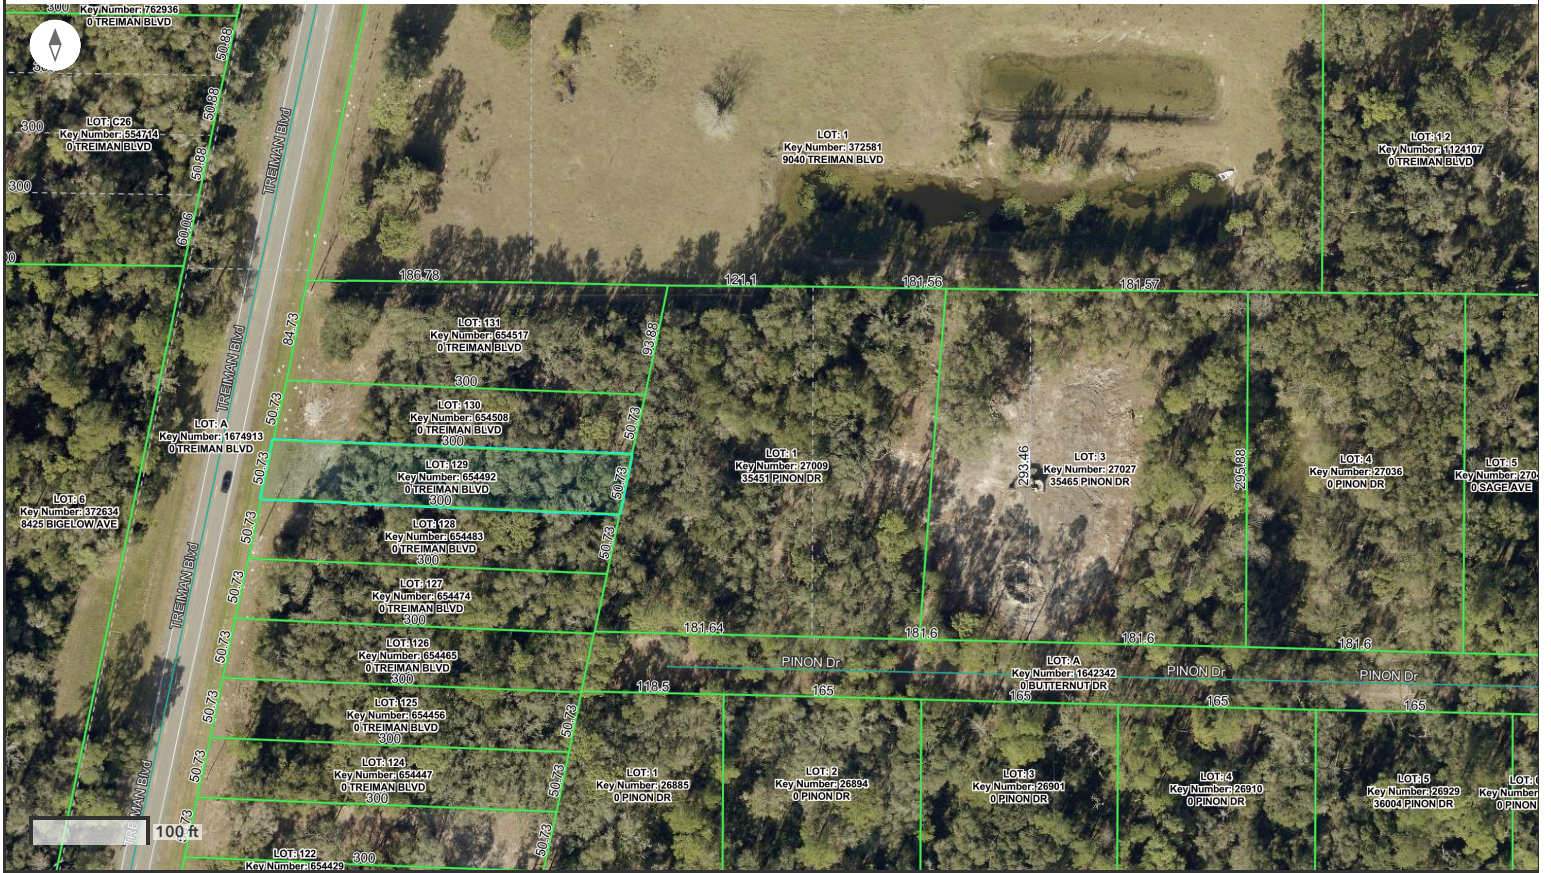 300
Key Number: 762936
0 TREIMAN BLVD
50.88
50.88
50.88
60.06
300
300
LOT: C26
Key Number: 554714
0 TREIMAN BLVD
TREIMAN Blvd
LOT: 1
Key Number: 372581
9040 TREIMAN BLVD
LOT: 1.2
Key Number: 1124107
0 TREIMAN BLVD
186.78
121.1
181.56
181.57
84.73
LOT: 131
Key Number: 654517
0 TREIMAN BLVD
93.88
TREIMAN Blvd
300
50.73
LOT: 130
Key Number: 654508
0 TREIMAN BLVD
50.73
300
LOT: A
Key Number: 1674913
0 TREIMAN BLVD
50.73
LOT: 129
Key Number: 654492
0 TREIMAN BLVD
50.73
300
LOT: 1
Key Number: 27009
35451 PINON DR
293.46
LOT: 3
Key Number: 27027
35465 PINON DR
295.88
LOT: 4
Key Number: 27036
0 PINON DR
LOT: 5
0 SAGE AVE
LOT: 6
Key Number: 372634
8425 BIGELOW AVE
50.73
LOT: 128
Key Number: 654483
0 TREIMAN BLVD
50.73
300
TREIMAN Blvd
50.73
LOT: 127
Key Number: 654474
0 TREIMAN BLVD
300
181.64
181.6
181.6
181.6
50.73
LOT: 126
Key Number: 654465
0 TREIMAN BLVD
300
PINON Dr
LOT: A
Key Number: 1642342
0 BUTTERNUT DR
PINON Dr
PINON Dr
118.5
165
165
165
165
50.73
LOT: 125
Key Number: 654456
0 TREIMAN BLVD
50.73
300
50.73
LOT: 124
Key Number: 654447
0 TREIMAN BLVD
50.73
300
LOT: 1
Key Number: 26885
0 PINON DR
LOT: 2
Key Number: 26894
0 PINON DR
LOT: 3
Key Number: 26901
0 PINON DR
LOT: 4
Key Number: 26910
0 PINON DR
LOT: 5
Key Number: 26929
36004 PINON DR
Key Number:
0 PINON
TREIMAN Blvd
100 ft
50.73
LOT: 122
Key Number: 654429
300